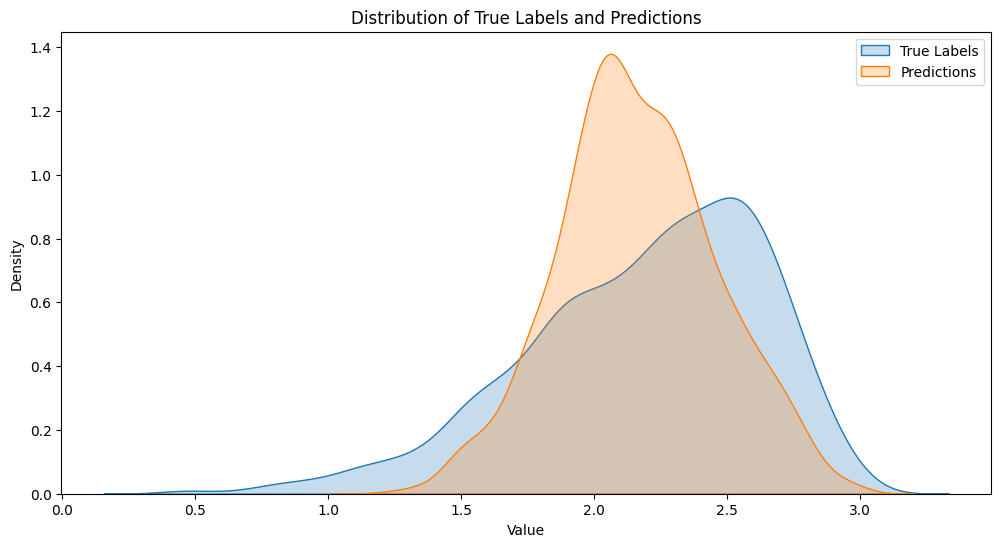 Distribution of True Labels and Predictions
True Labels
Predictions
1.4
1.2
1.0
0.8
0.6
0.4
0.2
0.0
Density
0.0 0.5 1.0 1.5 2.0 2.5 3.0
Value